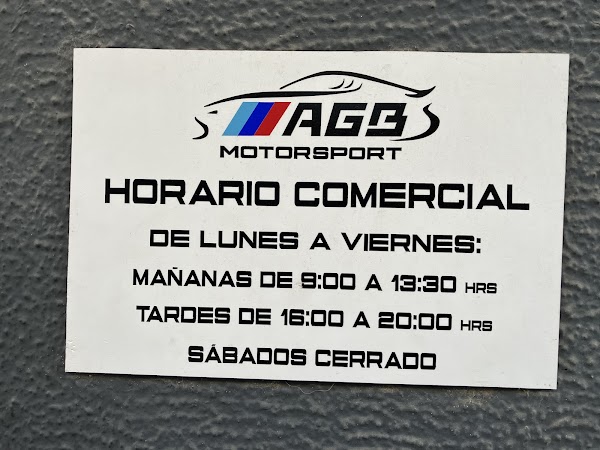 AGB
MOTORSPORT
HORARIO COMERCIAL
DE LUNES A VIERNES:
MAÑANAS DE 9:00 A 13:30 HRS
TARDES DE 16:00 A 20:00 HRS
SÁBADOS CERRADO